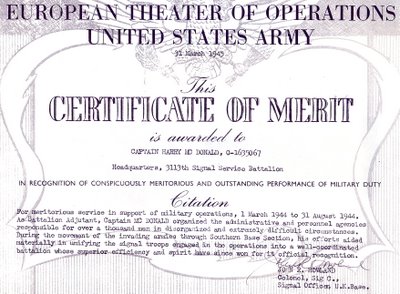 EUROPEAN THEATER OF OPERATIONS
UNITED STATES ARMY
31 March 1945
This
CERTIFICATE OF MERIT
is awarded to
CAPTAIN HARRY MC DONALD, O-1635067
Headquarters, 3113th Signal Service Battalion
IN RECOGNITION OF CONSPICUOUSLY MERITORIOUS AND OUTSTANDING PERFORMANCE OF MILITARY DUTY
Citation
For meritorious service in support of military operations, 1 March 1944 to 31 August 1944.
As Battalion Adjutant, Captain MC DONALD organized the administrative and personnel agencies
responsible for over a thousand men in disorganized and extremely difficult circumstances.
During the movement of the invading armies through Southern Base Section, his efforts aided
materially in unifying the signal troops engaged in the operations into a well-coordinated
battalion whose superior efficiency and spirit have since won for it official recognition.
Colonel, Sig C.,
Signal Officer, U.K.Base.